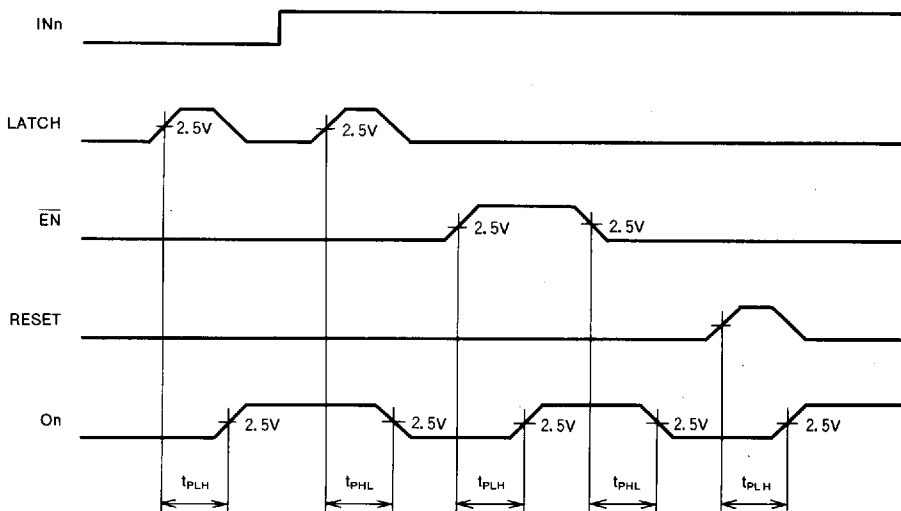 INn
LATCH
2.5V
2.5V
EN
2.5V
2.5V
RESET
On
2.5V
2.5V
2.5V
2.5V
2.5V
tPLH
tPHL
tPLH
tPHL
tPLH